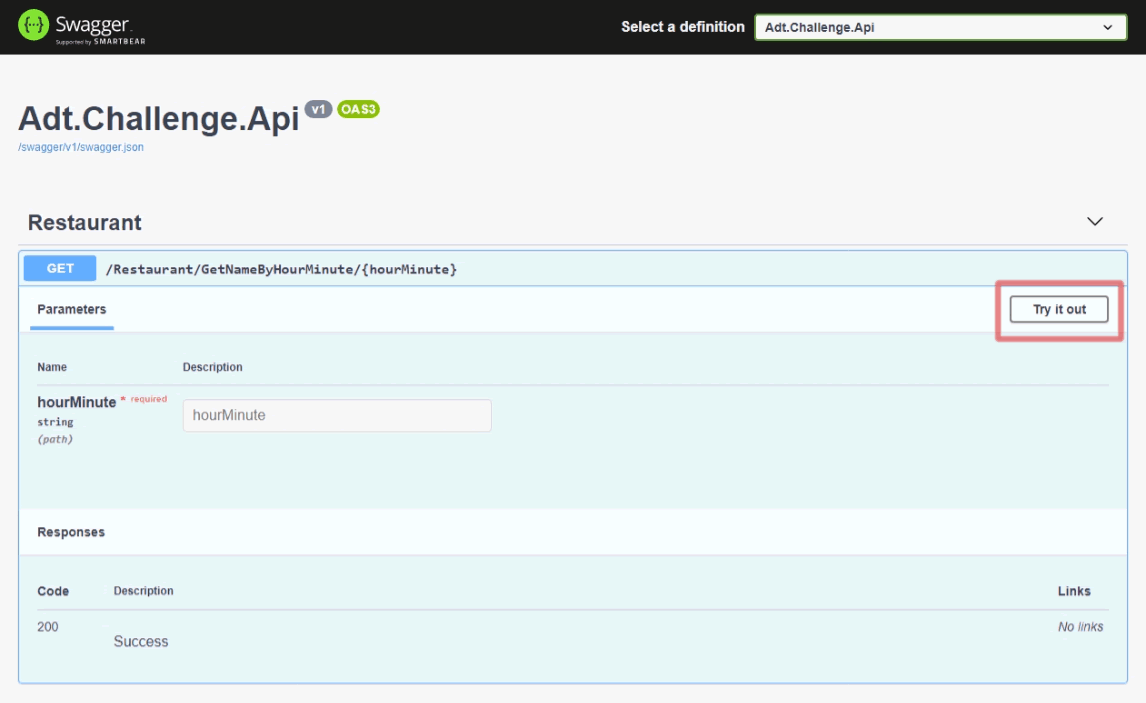 Swagger
Supported by SMARTBEAR
Select a definition
Adt.Challenge.Api
Adt.Challenge.Api v1 OAS3
/swagger/v1/swagger.json
Restaurant
GET /Restaurant/GetNameByHourMinute/{hourMinute}
Parameters
Try it out
Name Description
hourMinute * required
string
(path)
hourMinute
Responses
Code Description Links
200 Success No links